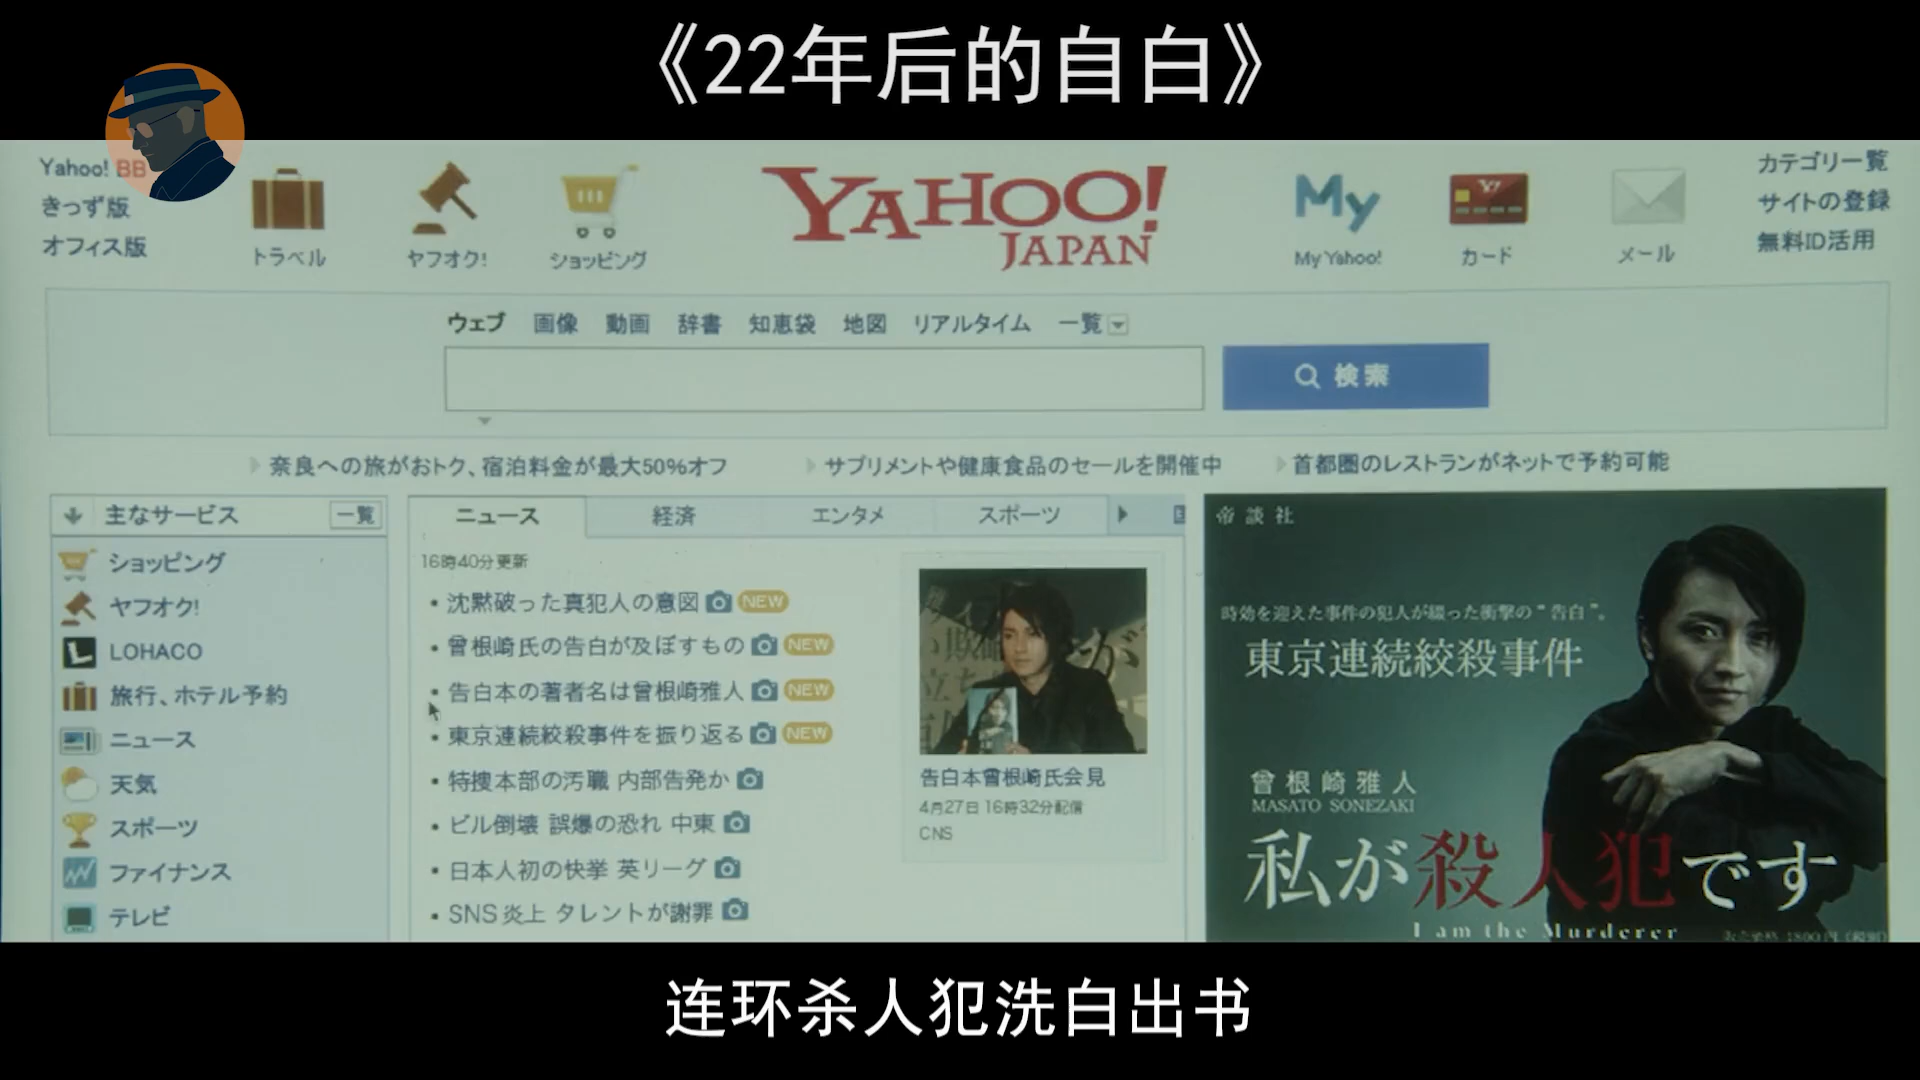 《22年后的自白》
Yahoo! BB
きっず版
オフィス版
トラベル
ヤフオク!
ショッピング
YAHOO!
JAPAN
My
My Yahoo!
Y!
カード
メール
カテゴリ一覧
サイトの登録
無料ID活用
ウェブ 画像 動画 辞書 知恵袋 地図 リアルタイム 一覧
検索
奈良への旅がおトク、宿泊料金が最大50%オフ
サプリメントや健康食品のセールを開催中
首都圏のレストランがネットで予約可能
主なサービス 一覧
ショッピング
ヤフオク!
LOHACO
旅行、ホテル予約
ニュース
天気
スポーツ
ファイナンス
テレビ
ニュース 経済 エンタメ スポーツ
16時40分更新
沈黙破った真犯人の意図 NEW
曾根崎氏の告白が及ぼすもの NEW
告白本の著者名は曾根崎雅人 NEW
東京連続絞殺事件を振り返る NEW
特捜本部の汚職 内部告発か
ビル倒壊 誤爆の恐れ 中東
日本人初の快挙 英リーグ
SNS炎上 タレントが謝罪
告白本曾根崎氏会見
4月27日 16時32分配信
CNS
帝談社
時効を迎えた事件の犯人が綴った衝撃の"告白"。
東京連続絞殺事件
曾根崎雅人
MASATO SONEZAKI
私が殺人犯です
I am the Murderer
连环杀人犯洗白出书